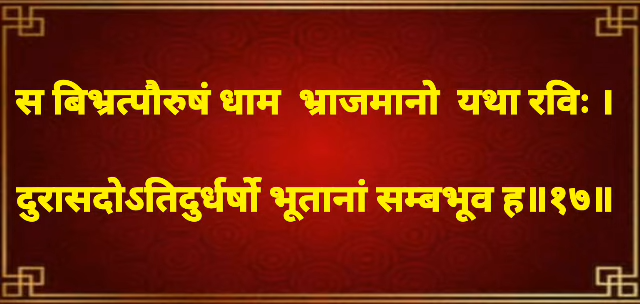 स बिभ्रत्पौरुषं धाम भ्राजमानो यथा रविः ।
दुरासदोऽतिदुर्धर्षो भूतानां सम्बभूव ह॥१७॥